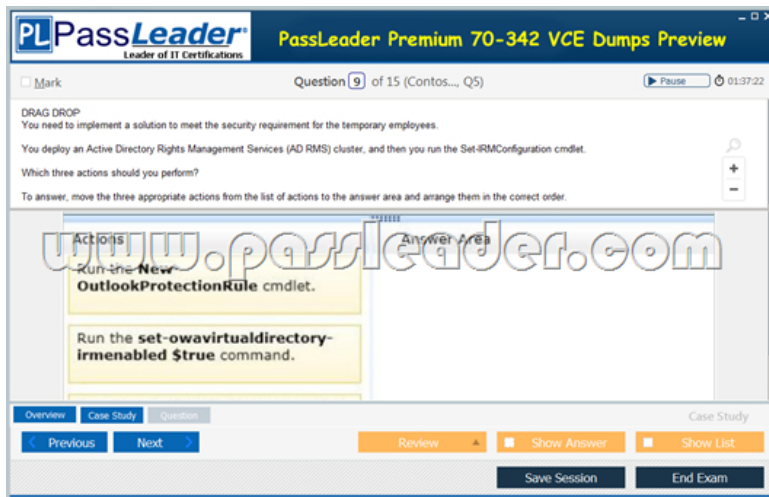 PL PassLeader®
Leader of IT Certifications
PassLeader Premium 70-342 VCE Dumps Preview
Mark
Question 9 of 15 (Contos..., Q5)
Pause
01:37:22
DRAG DROP
You need to implement a solution to meet the security requirement for the temporary employees.
You deploy an Active Directory Rights Management Services (AD RMS) cluster, and then you run the Set-IRMConfiguration cmdlet.
Which three actions should you perform?
To answer, move the three appropriate actions from the list of actions to the answer area and arrange them in the correct order.
Actions
Answer Area
www.passleader.com
Run the New-
OutlookProtectionRule cmdlet.
Run the set-owavirtualdirectory-
irmenabled $true command.
Overview
Case Study
Question
Case Study
Previous
Next
Review
Show Answer
Show List
Save Session
End Exam